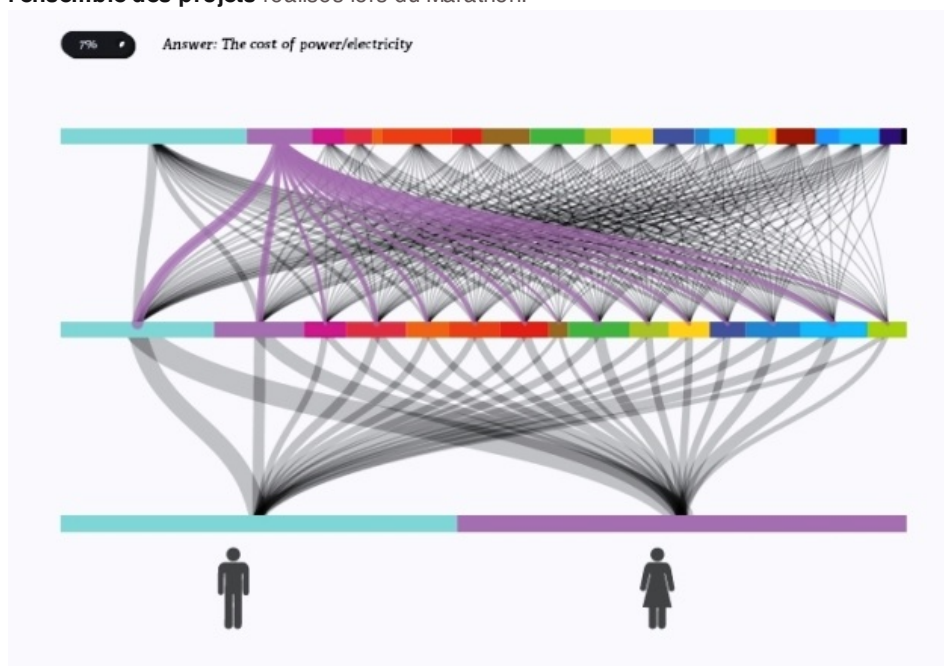 l'ensemble des projets réalisés lors du Marathon.
7%
Answer: The cost of power/electricity